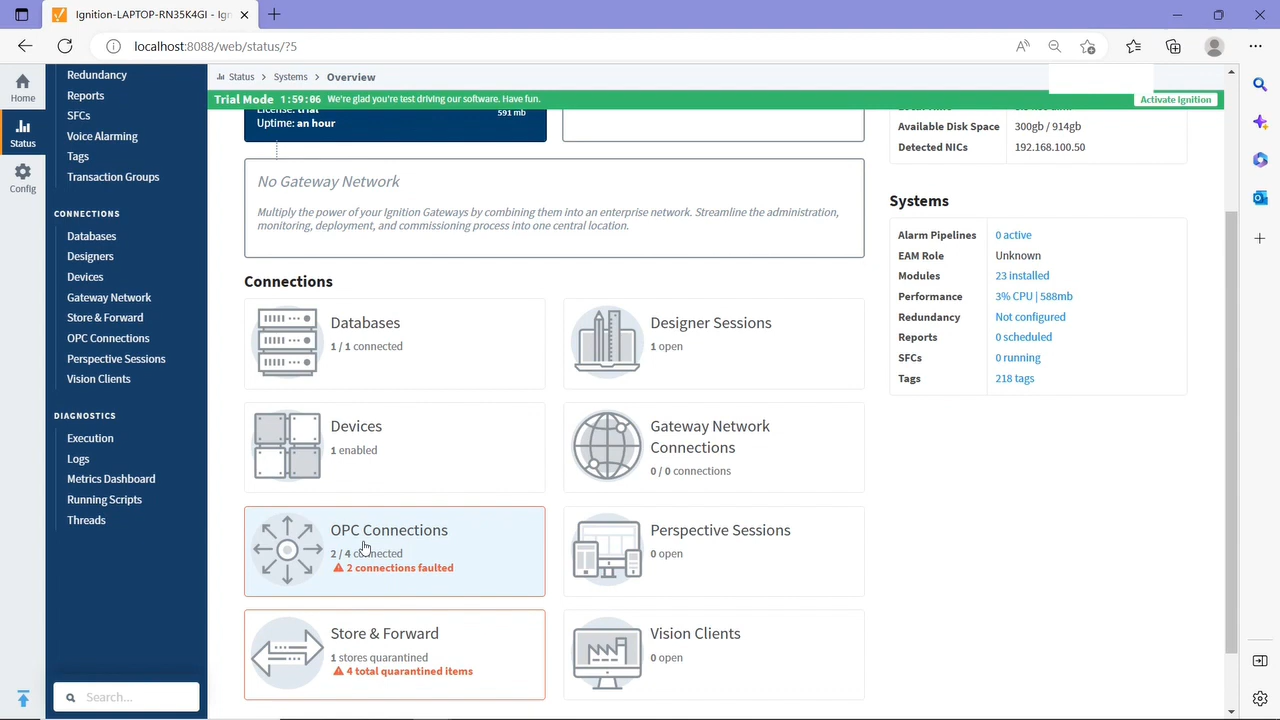 Ignition-LAPTOP-RN35K4GI - Ign
localhost:8088/web/status/?5
Home
Status
Config
Redundancy
Reports
SFCs
Voice Alarming
Tags
Transaction Groups
CONNECTIONS
Databases
Designers
Devices
Gateway Network
Store & Forward
OPC Connections
Perspective Sessions
Vision Clients
DIAGNOSTICS
Execution
Logs
Metrics Dashboard
Running Scripts
Threads
Search...
Status > Systems > Overview
Trial Mode 1:59:06 We're glad you're test driving our software. Have fun.
Activate Ignition
License: trial
591 mb
Uptime: an hour
No Gateway Network
Multiply the power of your Ignition Gateways by combining them into an enterprise network. Streamline the administration,
monitoring, deployment, and commissioning process into one central location.
Connections
Databases
1 / 1 connected
Designer Sessions
1 open
Devices
1 enabled
Gateway Network
Connections
0 / 0 connections
OPC Connections
2 / 4 connected
2 connections faulted
Perspective Sessions
0 open
Store & Forward
1 stores quarantined
4 total quarantined items
Vision Clients
0 open
Available Disk Space 300gb / 914gb
Detected NICs 192.168.100.50
Systems
Alarm Pipelines 0 active
EAM Role Unknown
Modules 23 installed
Performance 3% CPU | 588mb
Redundancy Not configured
Reports 0 scheduled
SFCs 0 running
Tags 218 tags